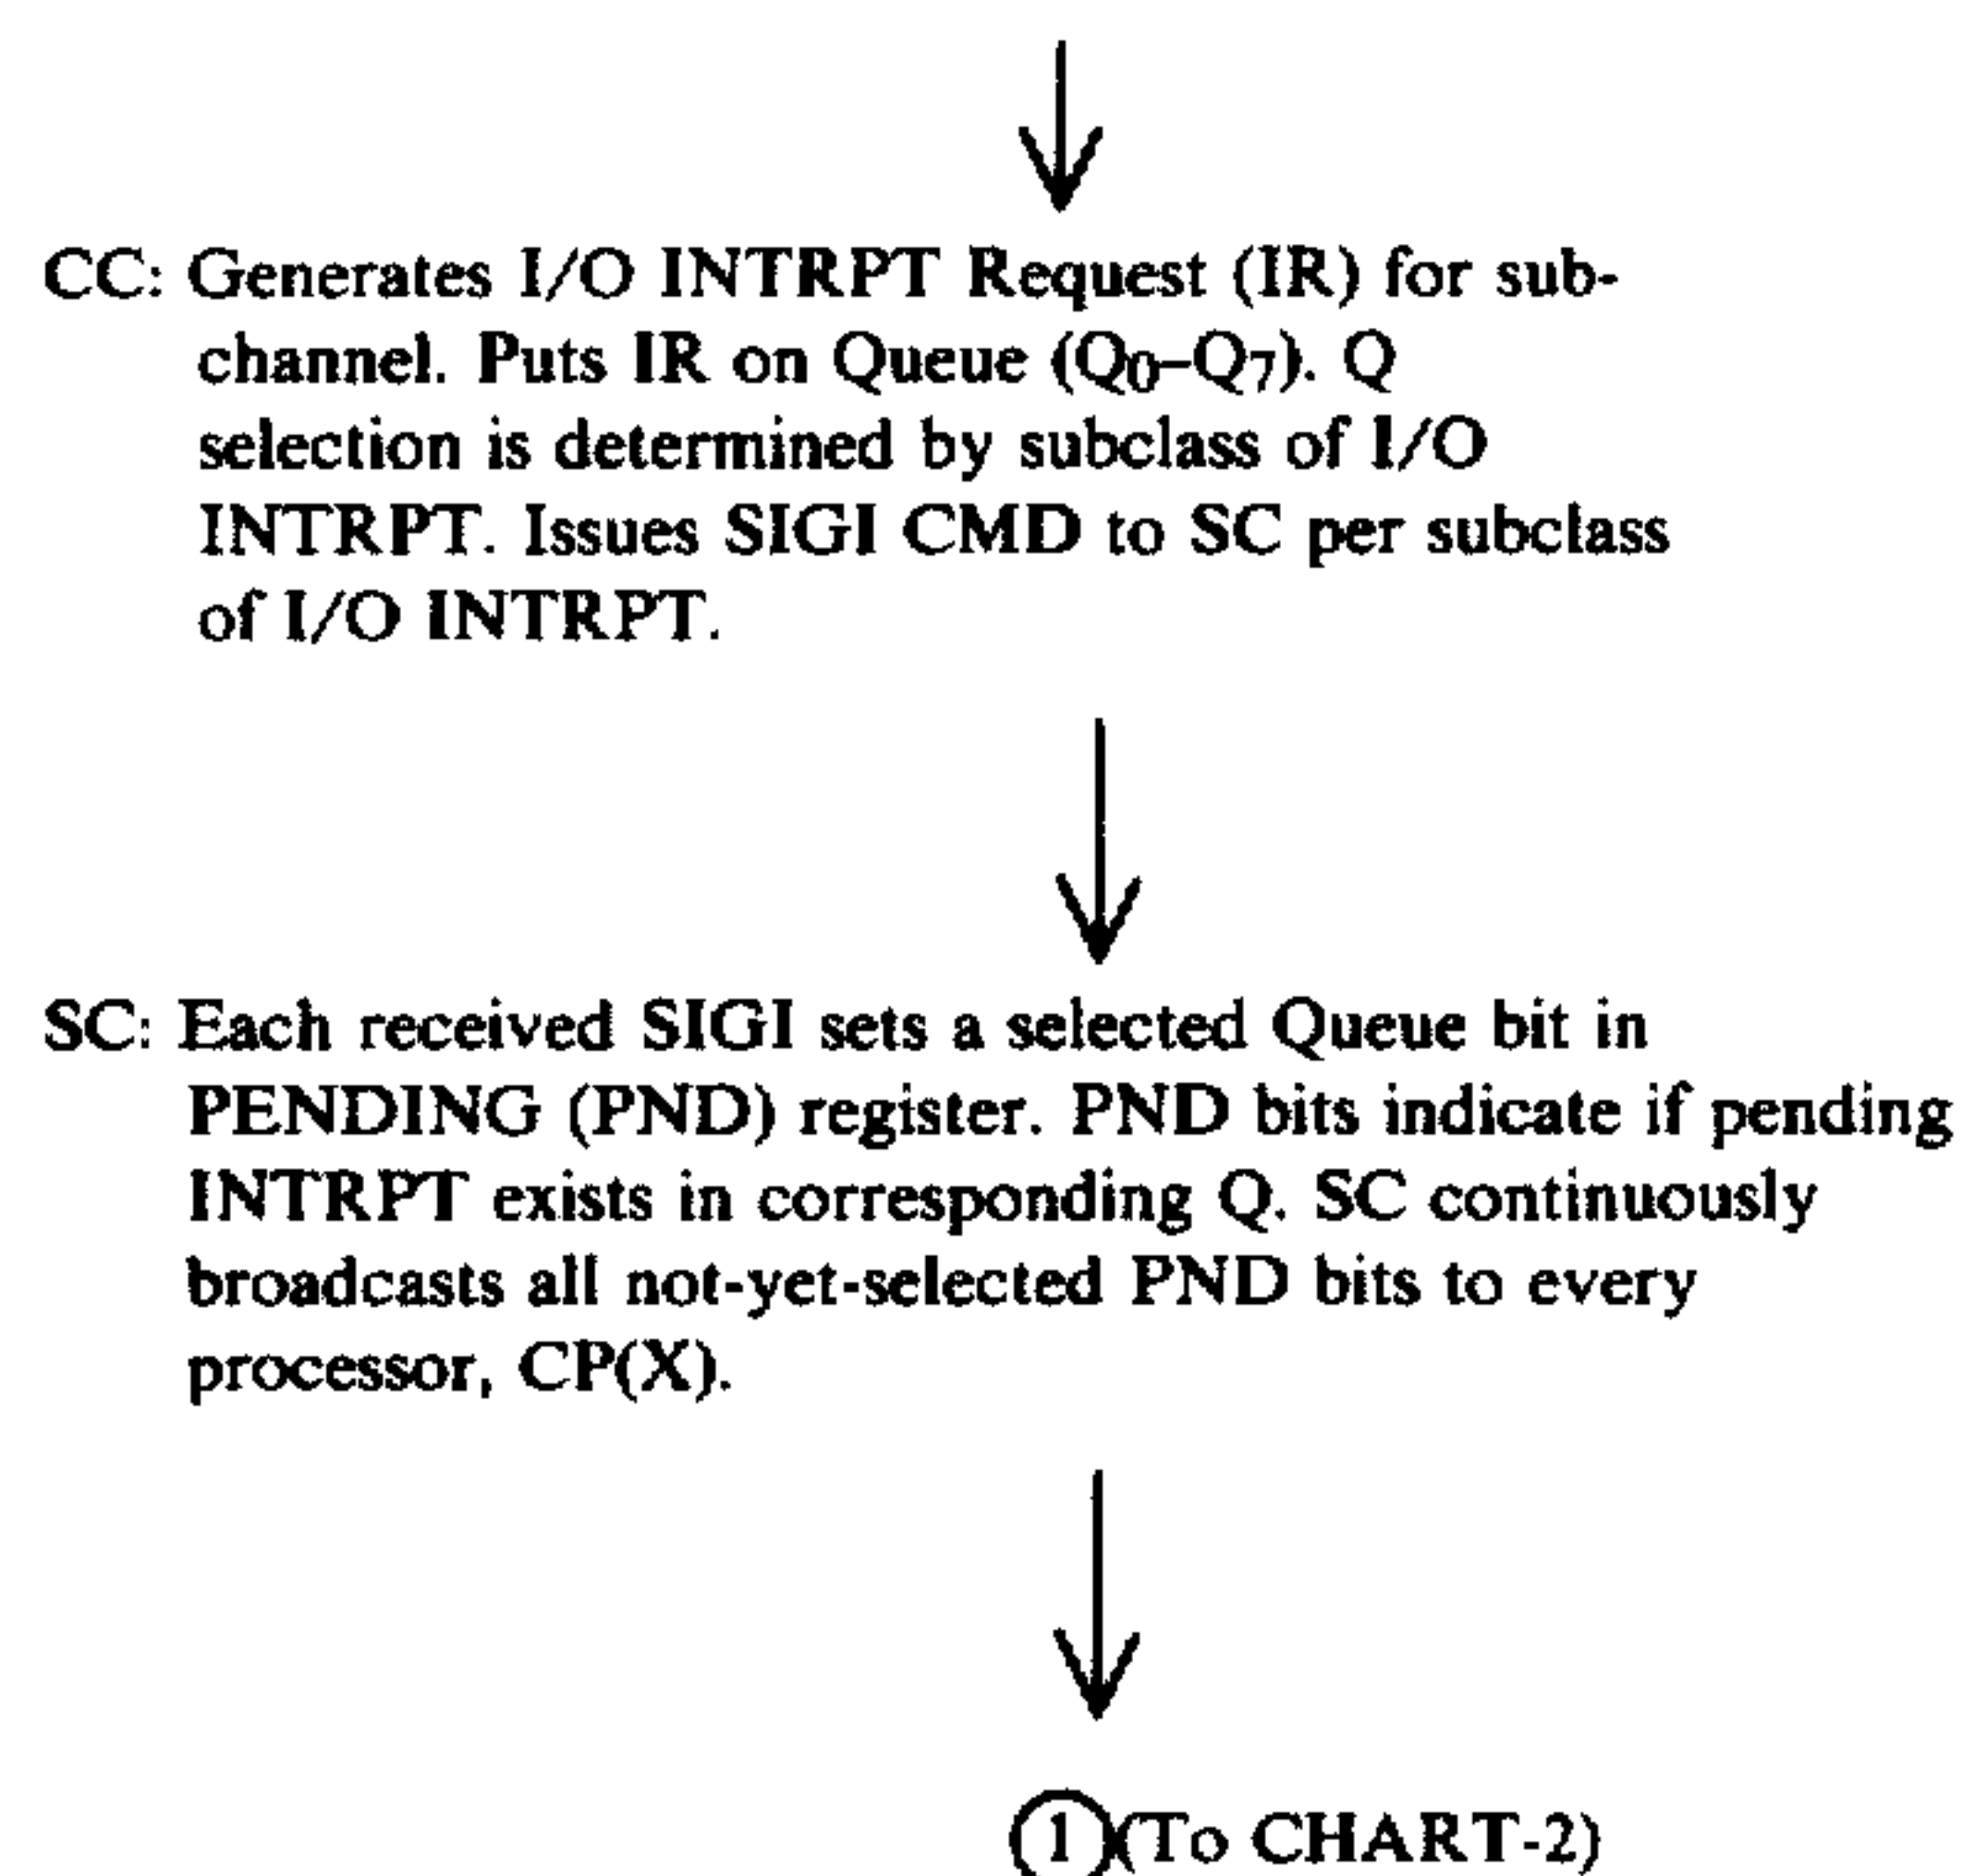 CC: Generates I/O INTRPT Request (IR) for sub-
channel. Puts IR on Queue (Q₀–Q₇). Q
selection is determined by subclass of I/O
INTRPT. Issues SIGI CMD to SC per subclass
of I/O INTRPT.
SC: Each received SIGI sets a selected Queue bit in
PENDING (PND) register. PND bits indicate if pending
INTRPT exists in corresponding Q. SC continuously
broadcasts all not-yet-selected PND bits to every
processor, CP(X).
1 (To CHART-2)